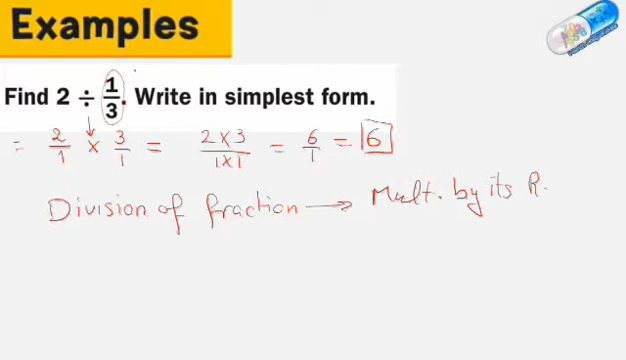 Examples
Find 2 ÷ 1/3. Write in simplest form.
= 2/1 × 3/1 = 2×3/1×1 = 6/1 = 6
Division of fraction → Mult. by its R.